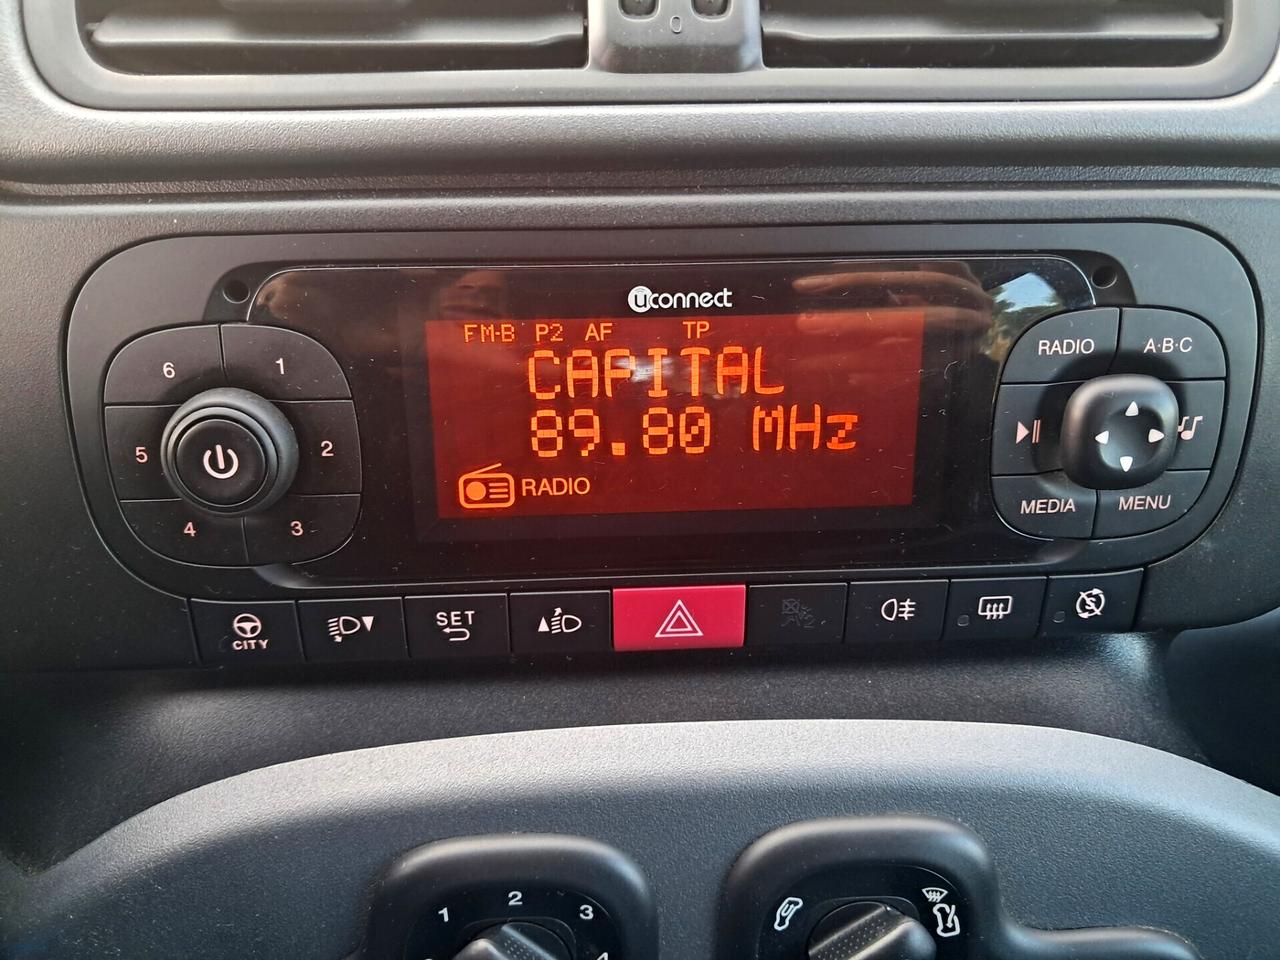 0
uconnect
FM-B P2 AF TP
CAPITAL
89.80 MHz
RADIO
6 1
5 2
4 3
RADIO A·B·C
MEDIA MENU
CITY
SET
1 2 3